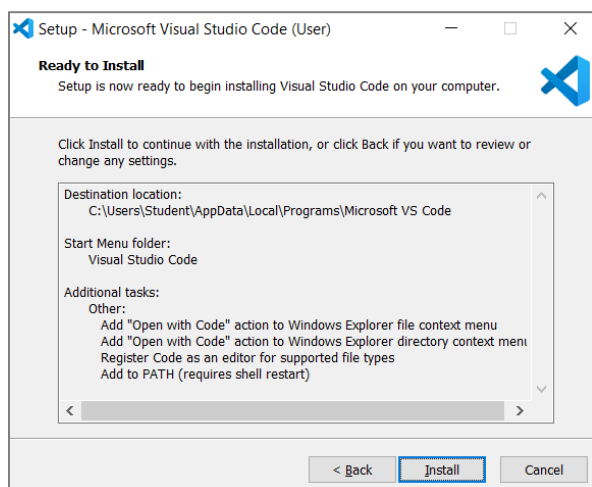 Setup - Microsoft Visual Studio Code (User)
Ready to Install
Setup is now ready to begin installing Visual Studio Code on your computer.
Click Install to continue with the installation, or click Back if you want to review or
change any settings.
Destination location:
C:\Users\Student\AppData\Local\Programs\Microsoft VS Code
Start Menu folder:
Visual Studio Code
Additional tasks:
Other:
Add "Open with Code" action to Windows Explorer file context menu
Add "Open with Code" action to Windows Explorer directory context menu
Register Code as an editor for supported file types
Add to PATH (requires shell restart)
< Back
Install
Cancel